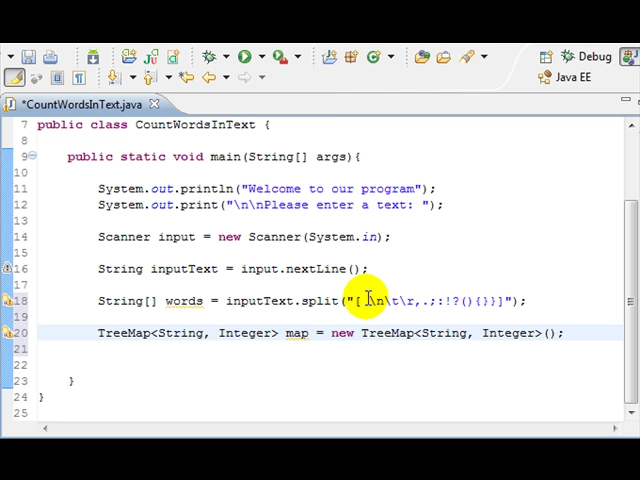 Debug
Java EE
*CountWordsInText.java
7 public class CountWordsInText {
8
9 public static void main(String[] args){
10
11 System.out.println("Welcome to our program");
12 System.out.print("\n\nPlease enter a text: ");
13
14 Scanner input = new Scanner(System.in);
15
16 String inputText = input.nextLine();
17
18 String[] words = inputText.split("[ \n\t\r,.;:!?(){}}]");
19
20 TreeMap<String, Integer> map = new TreeMap<String, Integer>();
21
22
23 }
24 }
25